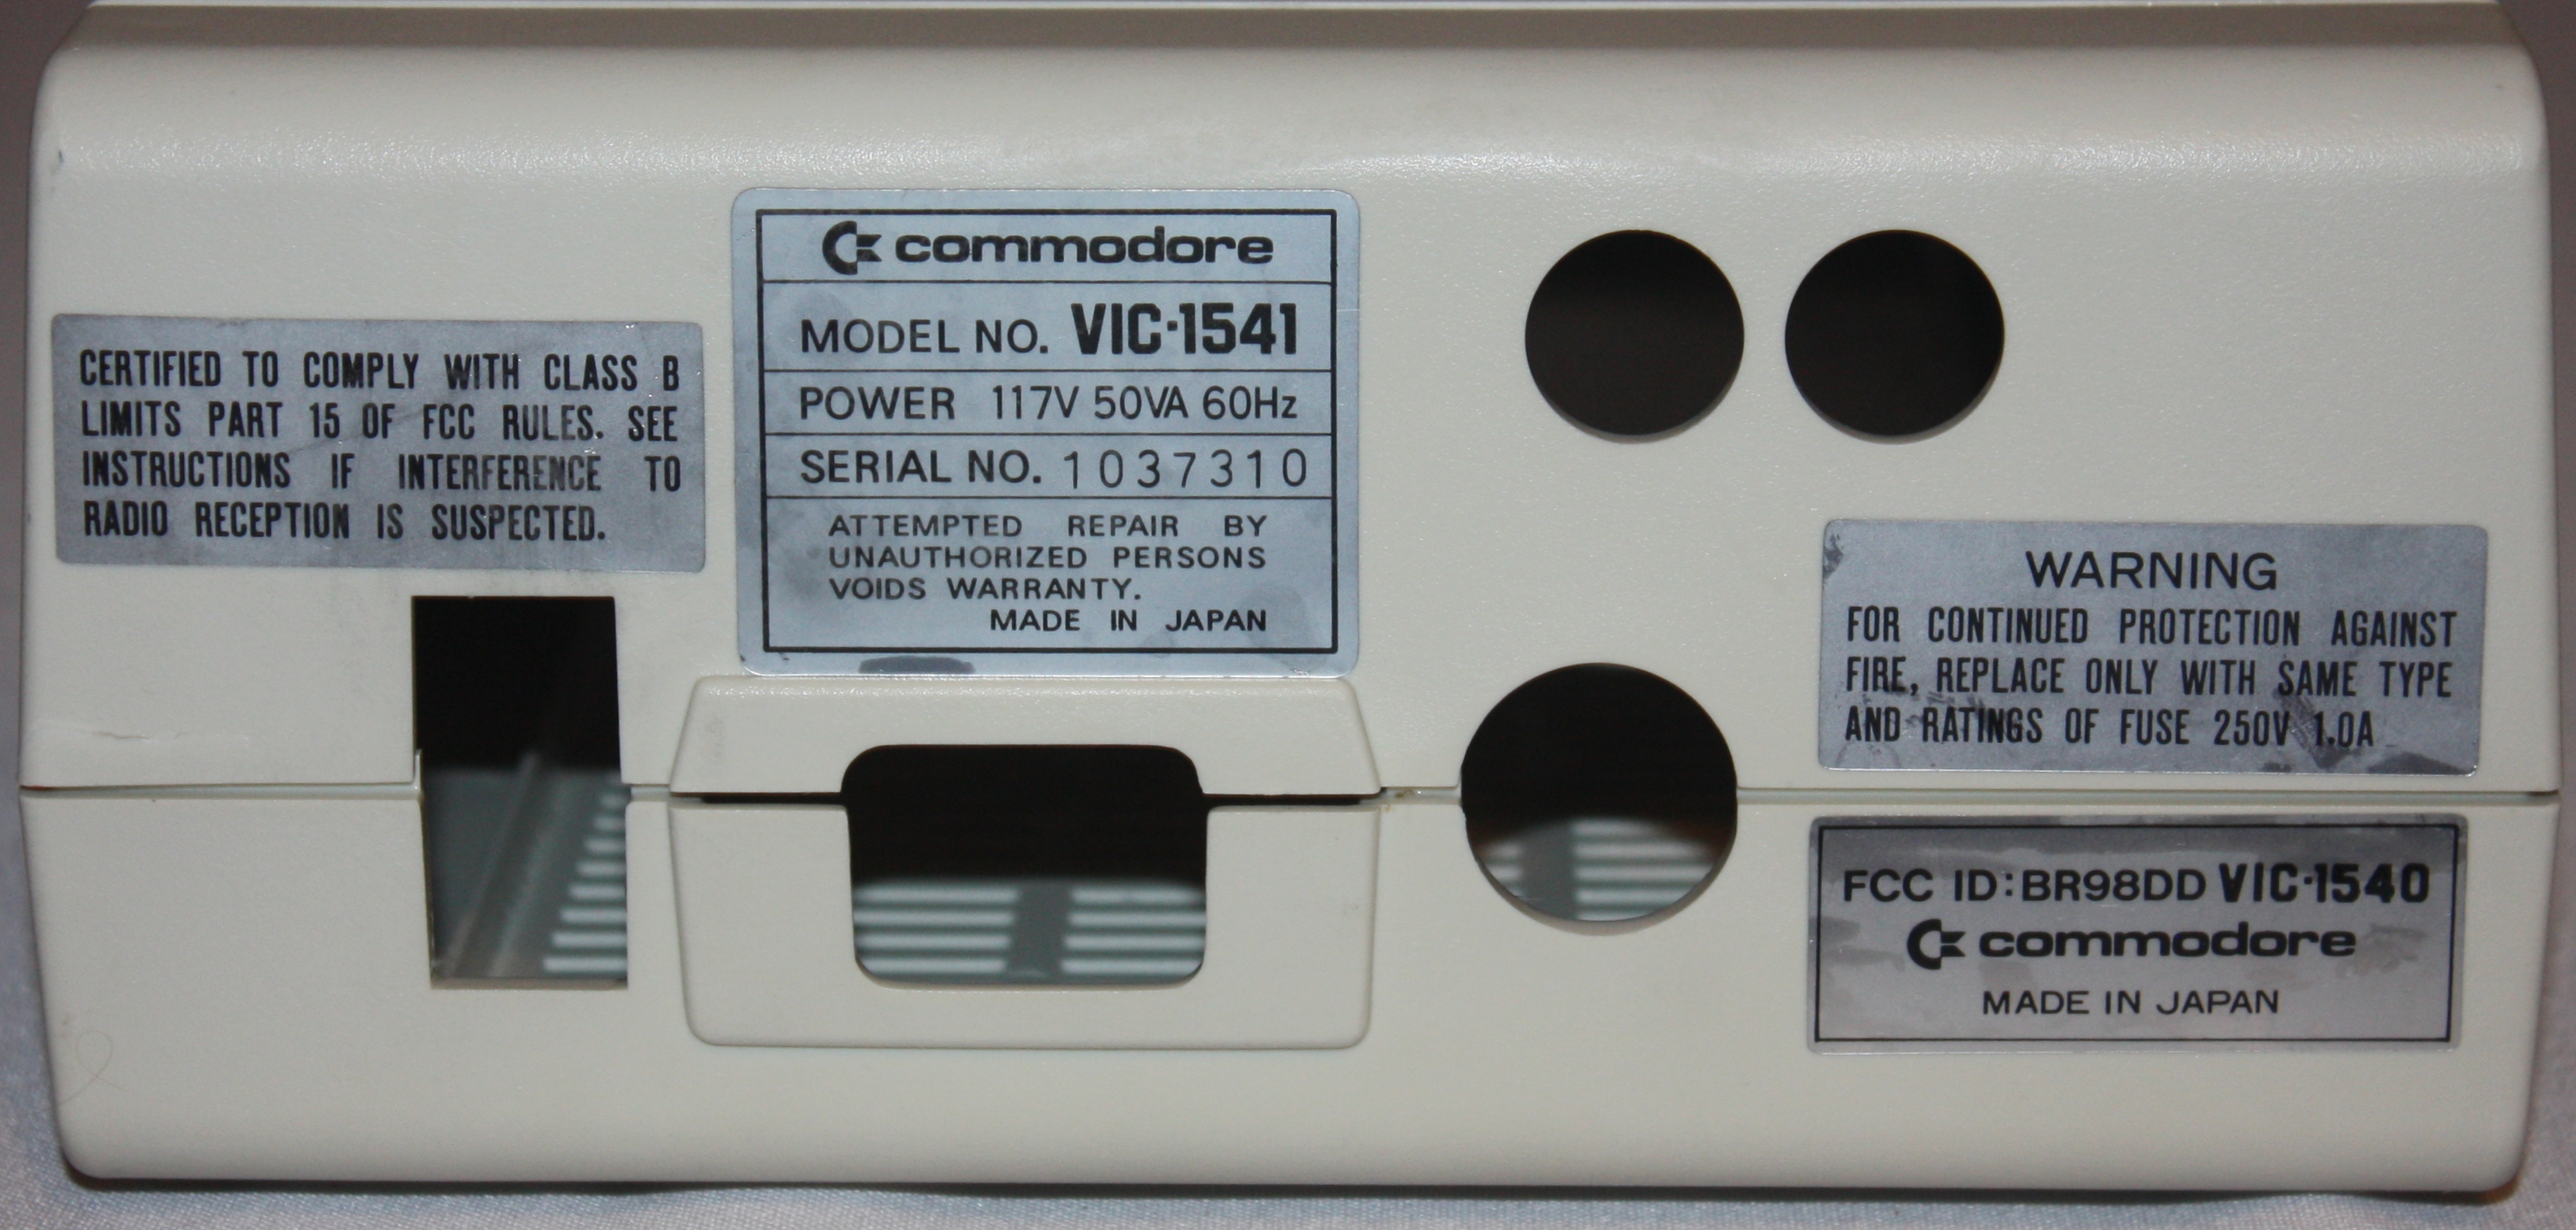 commodore
MODEL NO. VIC-1541
POWER 117V 50VA 60Hz
SERIAL NO. 1037310
ATTEMPTED REPAIR BY
UNAUTHORIZED PERSONS
VOIDS WARRANTY.
MADE IN JAPAN
CERTIFIED TO COMPLY WITH CLASS B
LIMITS PART 15 OF FCC RULES. SEE
INSTRUCTIONS IF INTERFERENCE TO
RADIO RECEPTION IS SUSPECTED.
WARNING
FOR CONTINUED PROTECTION AGAINST
FIRE, REPLACE ONLY WITH SAME TYPE
AND RATINGS OF FUSE 250V 1.0A
FCC ID:BR98DD VIC-1540
commodore
MADE IN JAPAN